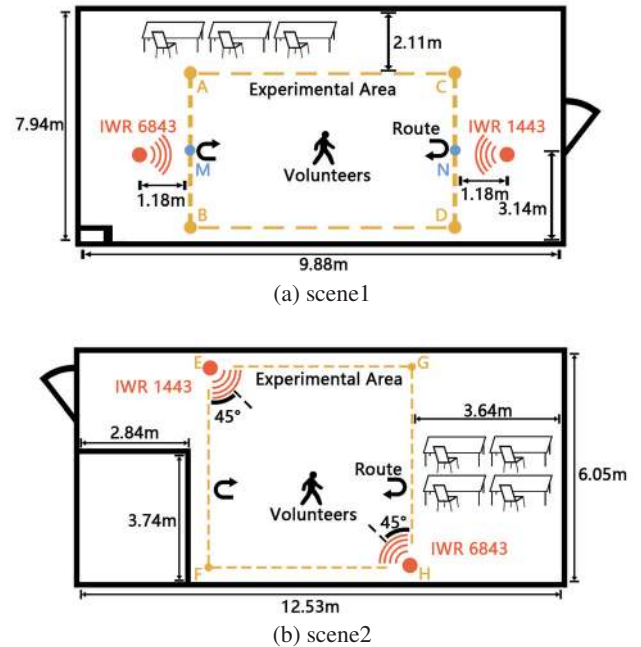 2.11m
A
C
Experimental Area
7.94m
IWR 6843
Route
IWR 1443
M
N
Volunteers
1.18m
1.18m
3.14m
B
D
9.88m
(a) scene1
E
G
IWR 1443
Experimental Area
3.64m
45°
2.84m
Route
6.05m
Volunteers
3.74m
45°
IWR 6843
F
H
12.53m
(b) scene2